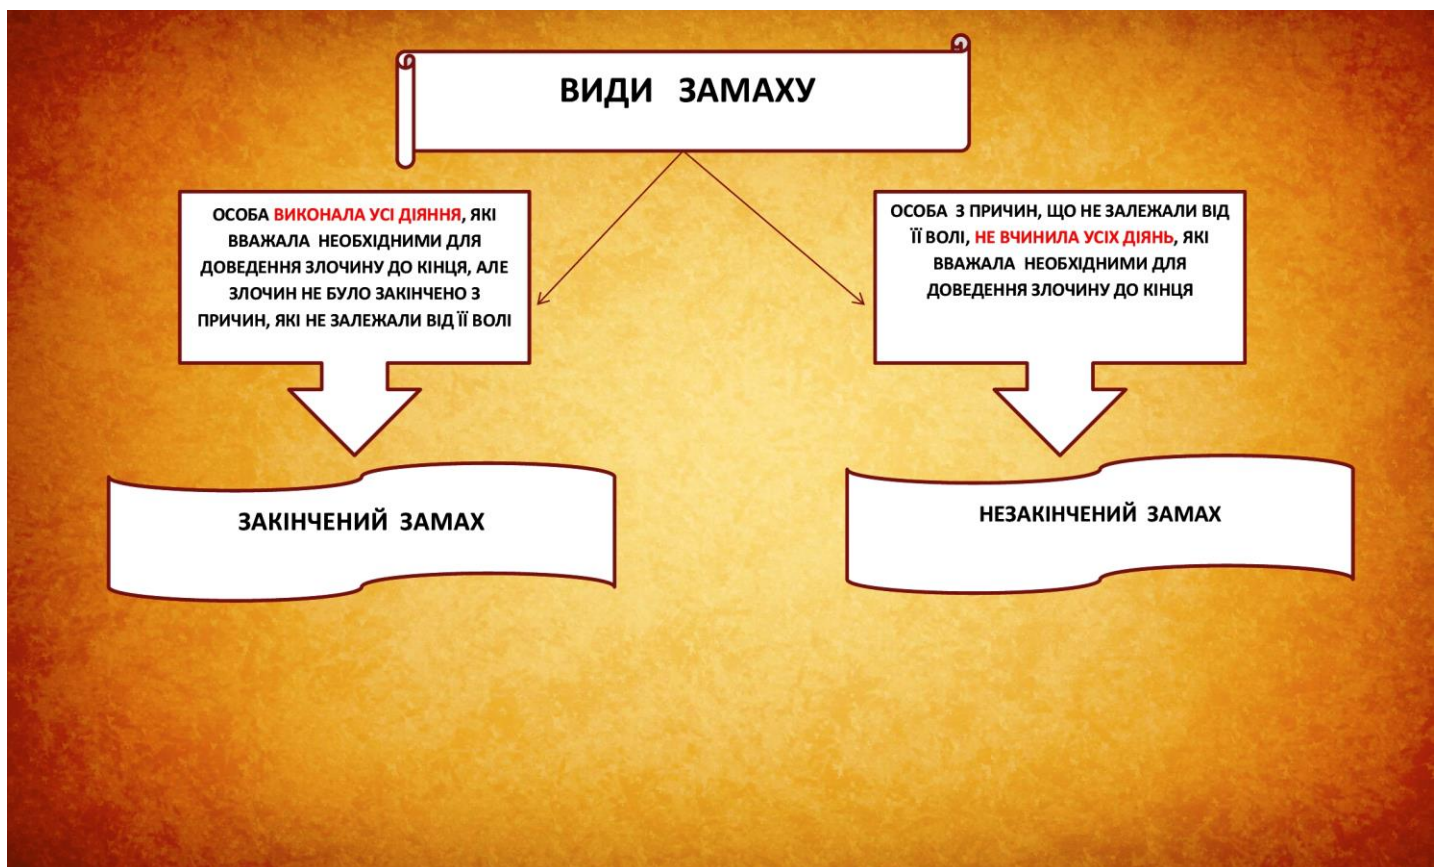 ВИДИ ЗАМАХУ
ОСОБА ВИКОНАЛА УСІ ДІЯННЯ, ЯКІ
ВВАЖАЛА НЕОБХІДНИМИ ДЛЯ
ДОВЕДЕННЯ ЗЛОЧИНУ ДО КІНЦЯ, АЛЕ
ЗЛОЧИН НЕ БУЛО ЗАКІНЧЕНО З
ПРИЧИН, ЯКІ НЕ ЗАЛЕЖАЛИ ВІД ЇЇ ВОЛІ
ЗАКІНЧЕНИЙ ЗАМАХ
ОСОБА З ПРИЧИН, ЩО НЕ ЗАЛЕЖАЛИ ВІД
ЇЇ ВОЛІ, НЕ ВЧИНИЛА УСІХ ДІЯНЬ, ЯКІ
ВВАЖАЛА НЕОБХІДНИМИ ДЛЯ
ДОВЕДЕННЯ ЗЛОЧИНУ ДО КІНЦЯ
НЕЗАКІНЧЕНИЙ ЗАМАХ